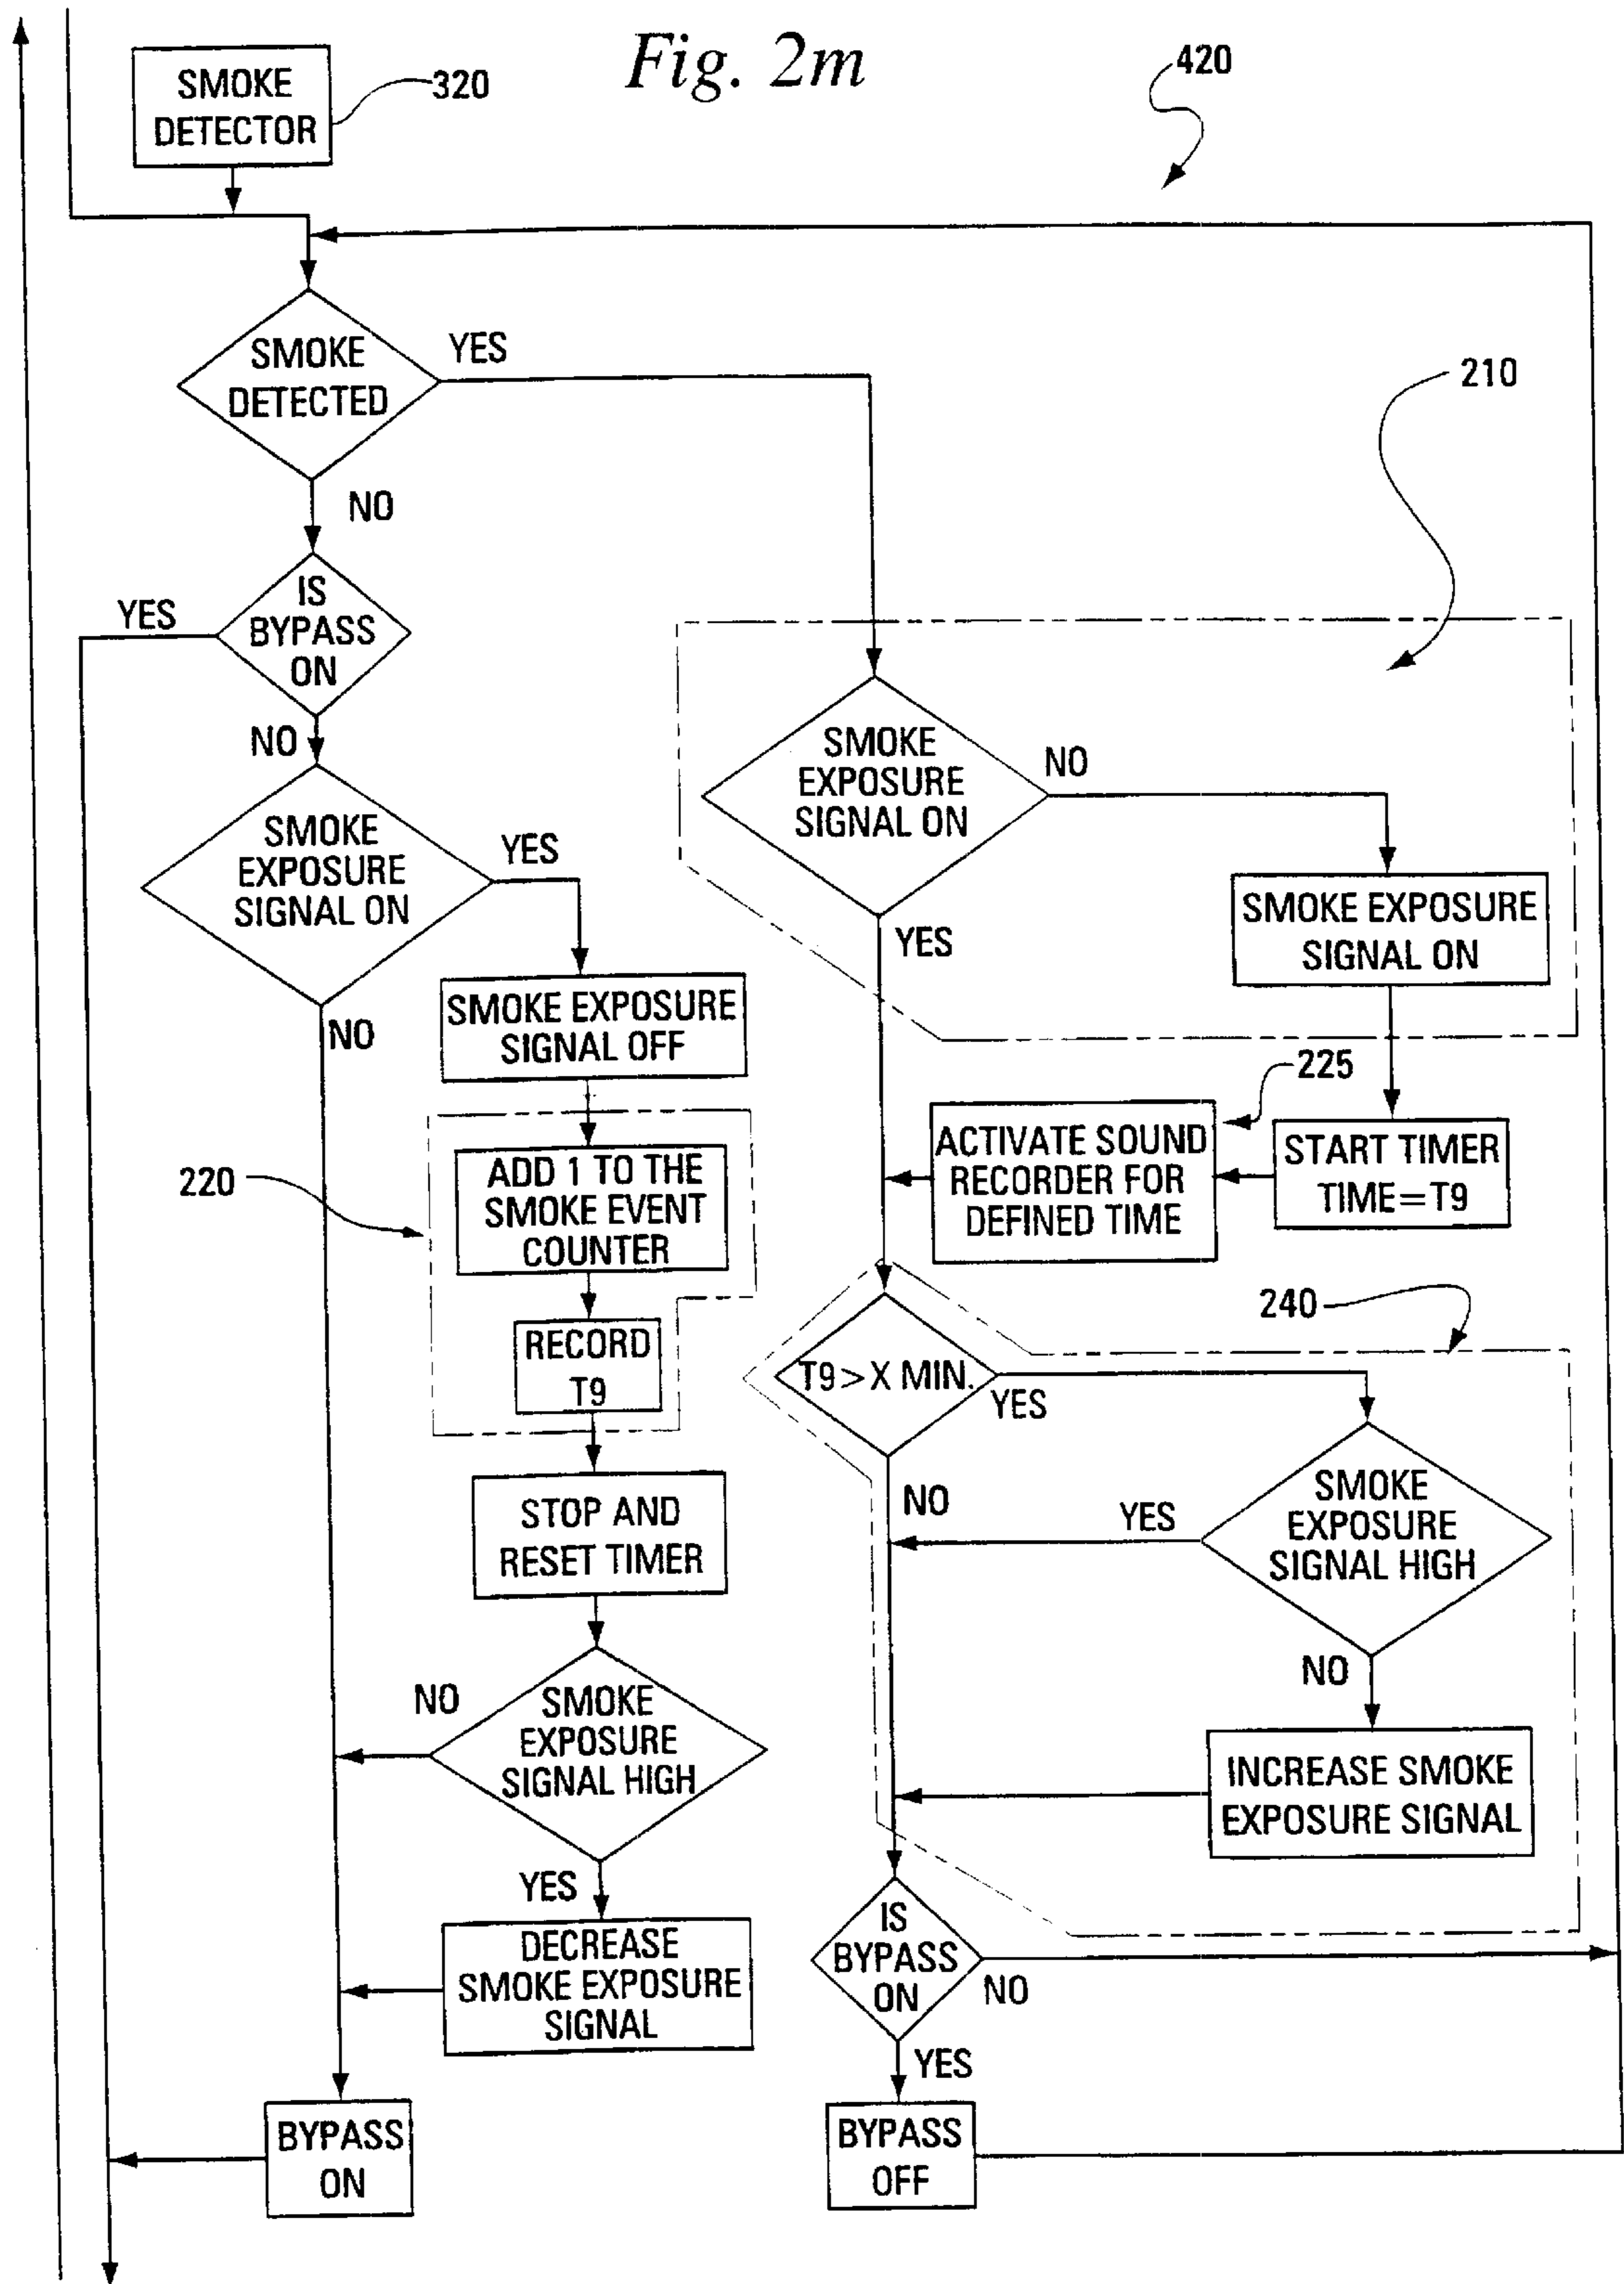 Fig. 2m
420
SMOKE
DETECTOR
320
SMOKE
DETECTED
YES
NO
210
IS
BYPASS
ON
YES
NO
SMOKE
EXPOSURE
SIGNAL ON
NO
YES
SMOKE
EXPOSURE
SIGNAL ON
YES
NO
SMOKE EXPOSURE
SIGNAL ON
SMOKE EXPOSURE
SIGNAL OFF
225
ACTIVATE SOUND
RECORDER FOR
DEFINED TIME
START TIMER
TIME=T9
220
ADD 1 TO THE
SMOKE EVENT
COUNTER
240
RECORD
T9
T9>X MIN.
YES
NO
STOP AND
RESET TIMER
SMOKE
EXPOSURE
SIGNAL HIGH
YES
NO
SMOKE
EXPOSURE
SIGNAL HIGH
NO
YES
INCREASE SMOKE
EXPOSURE SIGNAL
DECREASE
SMOKE EXPOSURE
SIGNAL
IS
BYPASS
ON
NO
YES
BYPASS
ON
BYPASS
OFF